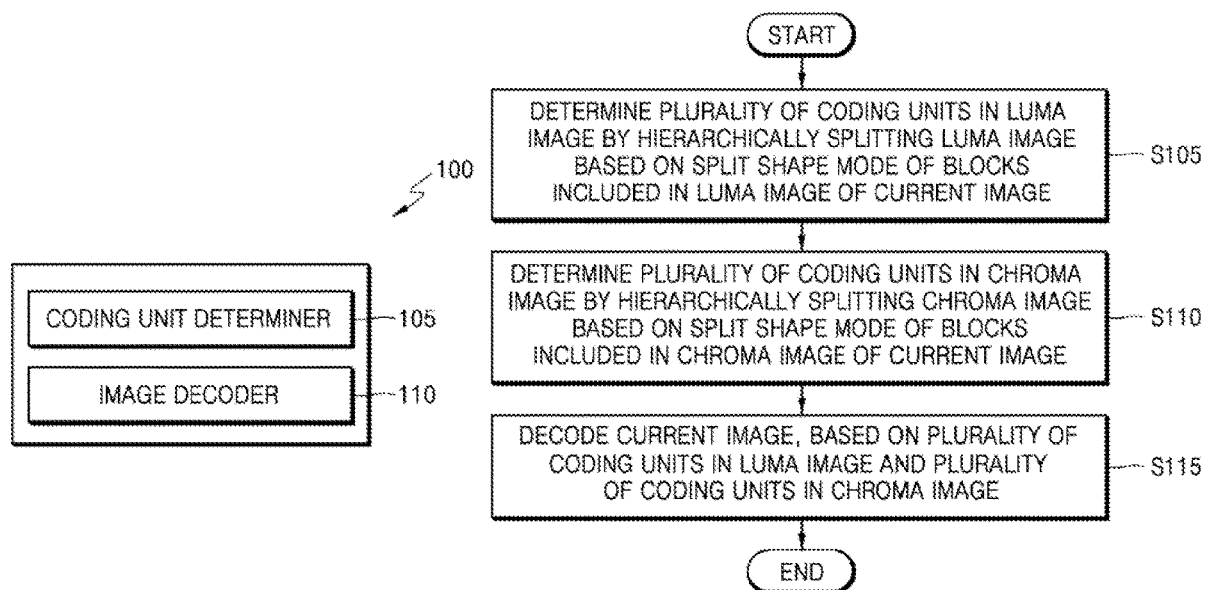 100
CODING UNIT DETERMINER
105
IMAGE DECODER
110
START
DETERMINE PLURALITY OF CODING UNITS IN LUMA
IMAGE BY HIERARCHICALLY SPLITTING LUMA IMAGE
BASED ON SPLIT SHAPE MODE OF BLOCKS
INCLUDED IN LUMA IMAGE OF CURRENT IMAGE
S105
DETERMINE PLURALITY OF CODING UNITS IN CHROMA
IMAGE BY HIERARCHICALLY SPLITTING CHROMA IMAGE
BASED ON SPLIT SHAPE MODE OF BLOCKS
INCLUDED IN CHROMA IMAGE OF CURRENT IMAGE
S110
DECODE CURRENT IMAGE, BASED ON PLURALITY OF
CODING UNITS IN LUMA IMAGE AND PLURALITY
OF CODING UNITS IN CHROMA IMAGE
S115
END